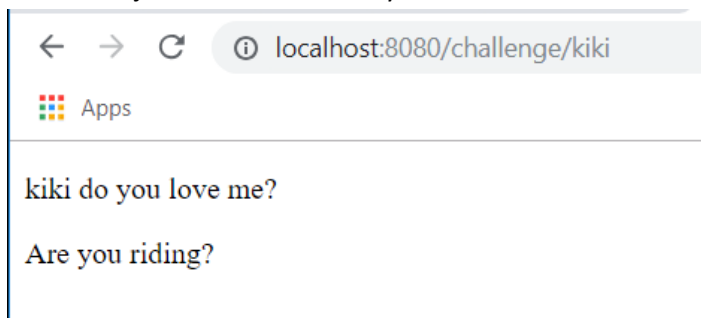 localhost:8080/challenge/kiki
Apps
kiki do you love me?
Are you riding?